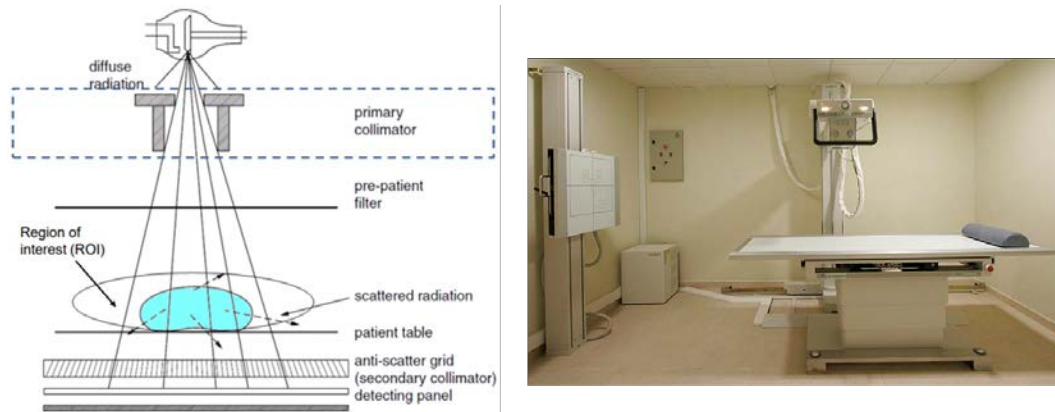 diffuse
radiation
primary
collimator
pre-patient
filter
Region of
interest (ROI)
scattered radiation
patient table
anti-scatter grid
(secondary collimator)
detecting panel